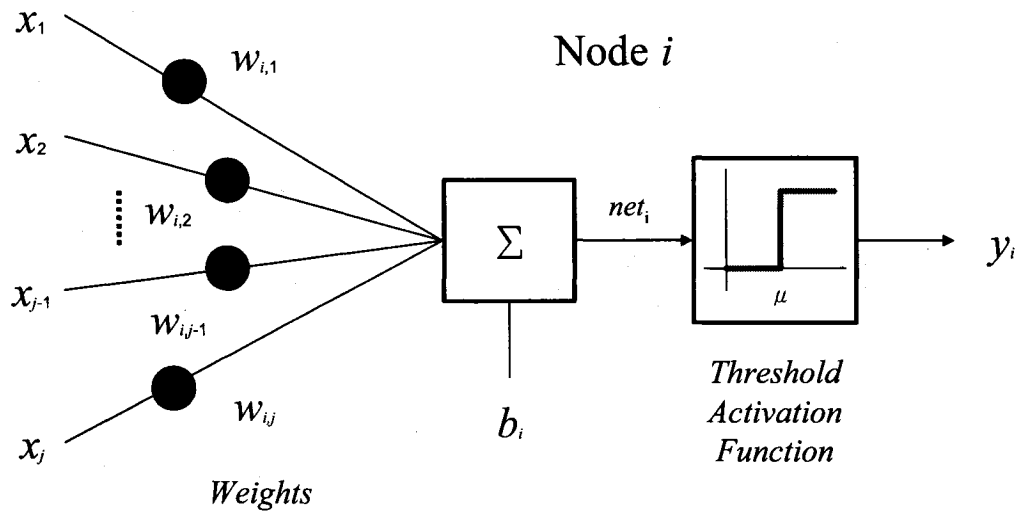 x₁
wᵢ,₁
Node i
x₂
wᵢ,₂
Σ
netᵢ
μ
yᵢ
xⱼ₋₁
wᵢ,ⱼ₋₁
xⱼ
wᵢ,ⱼ
bᵢ
Threshold
Activation
Function
Weights